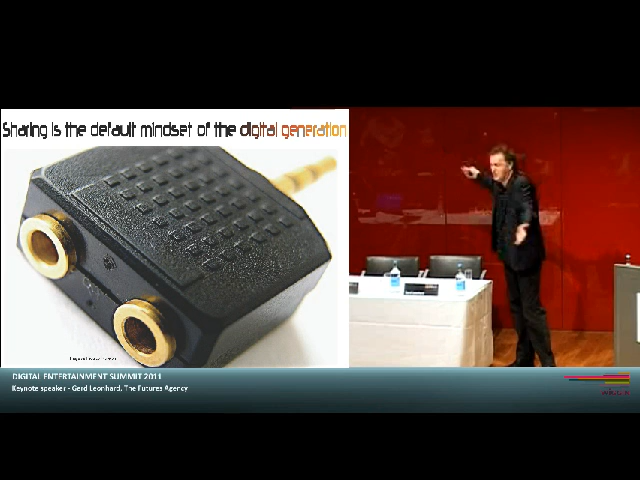 Sharing is the default mindset of the digital generation
DIGITAL ENTERTAINMENT SUMMIT 2011
Keynote speaker - Gerd Leonhard, The Futures Agency